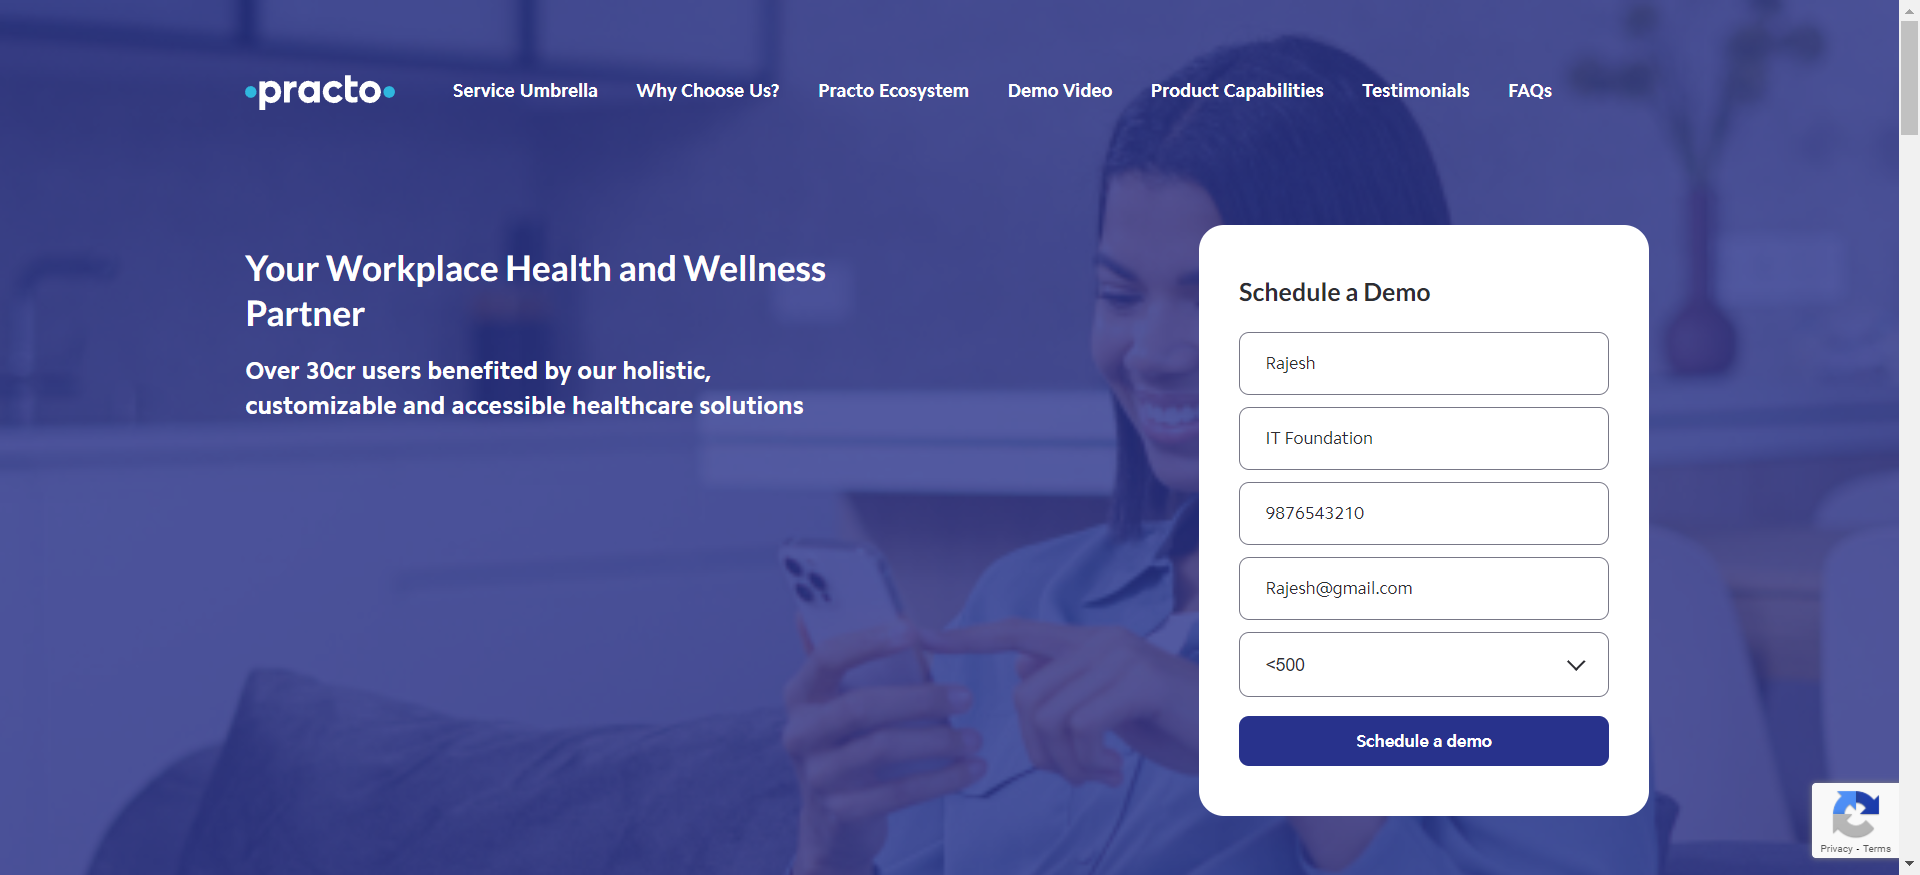 practo
Service Umbrella
Why Choose Us?
Practo Ecosystem
Demo Video
Product Capabilities
Testimonials
FAQs
Your Workplace Health and Wellness
Partner
Over 30cr users benefited by our holistic,
customizable and accessible healthcare solutions
Schedule a Demo
Rajesh
IT Foundation
9876543210
Rajesh@gmail.com
<500
Schedule a demo
Privacy - Terms